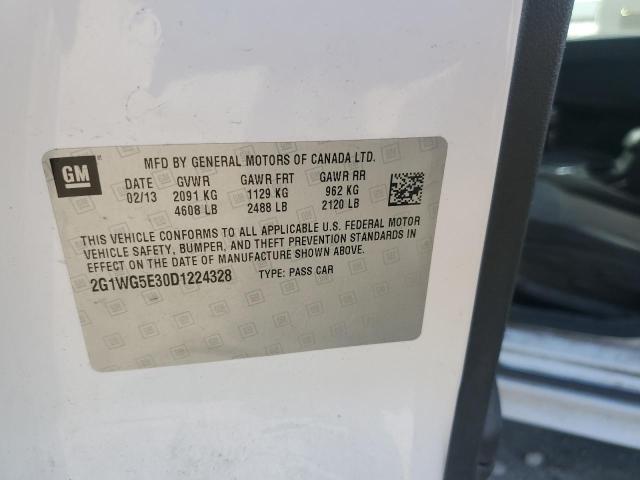 GM
MFD BY GENERAL MOTORS OF CANADA LTD.
DATE GVWR GAWR FRT GAWR RR
02/13 2091 KG 1129 KG 962 KG
4608 LB 2488 LB 2120 LB
THIS VEHICLE CONFORMS TO ALL APPLICABLE U.S. FEDERAL MOTOR
VEHICLE SAFETY, BUMPER, AND THEFT PREVENTION STANDARDS IN
EFFECT ON THE DATE OF MANUFACTURE SHOWN ABOVE.
2G1WG5E30D1224328 TYPE: PASS CAR